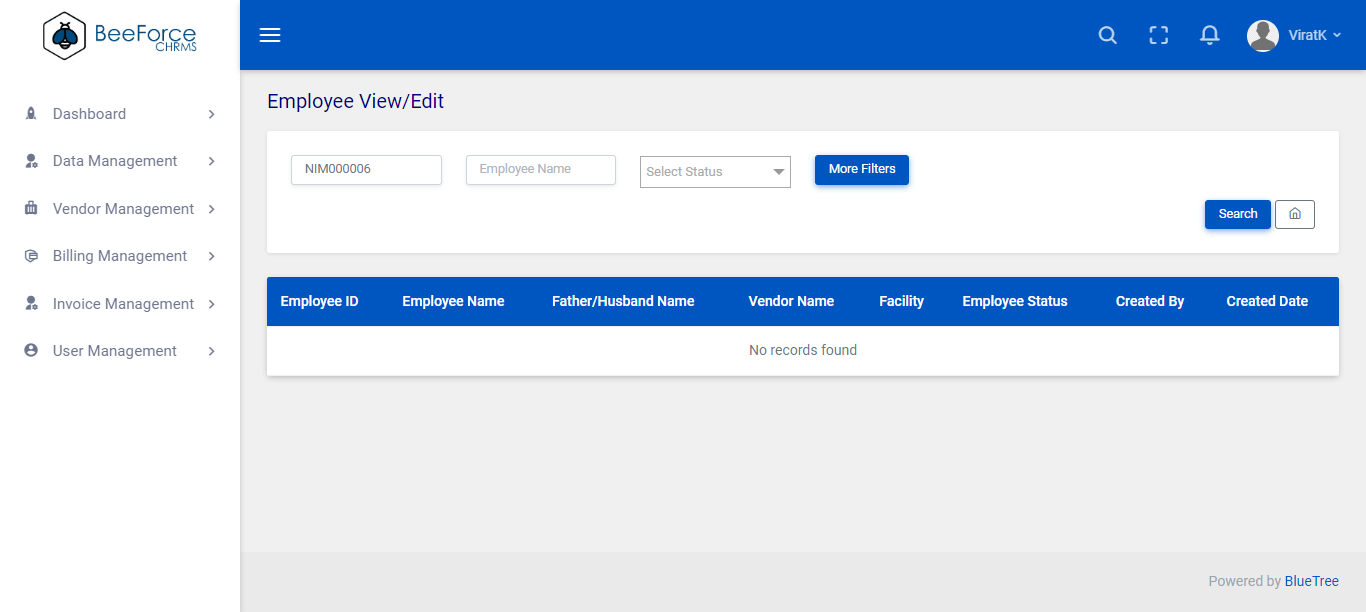 BeeForce
CHRMS
ViratK
Dashboard
Data Management
Vendor Management
Billing Management
Invoice Management
User Management
Employee View/Edit
NIM000006
Employee Name
Select Status
More Filters
Search
Employee ID Employee Name Father/Husband Name Vendor Name Facility Employee Status Created By Created Date
No records found
Powered by BlueTree